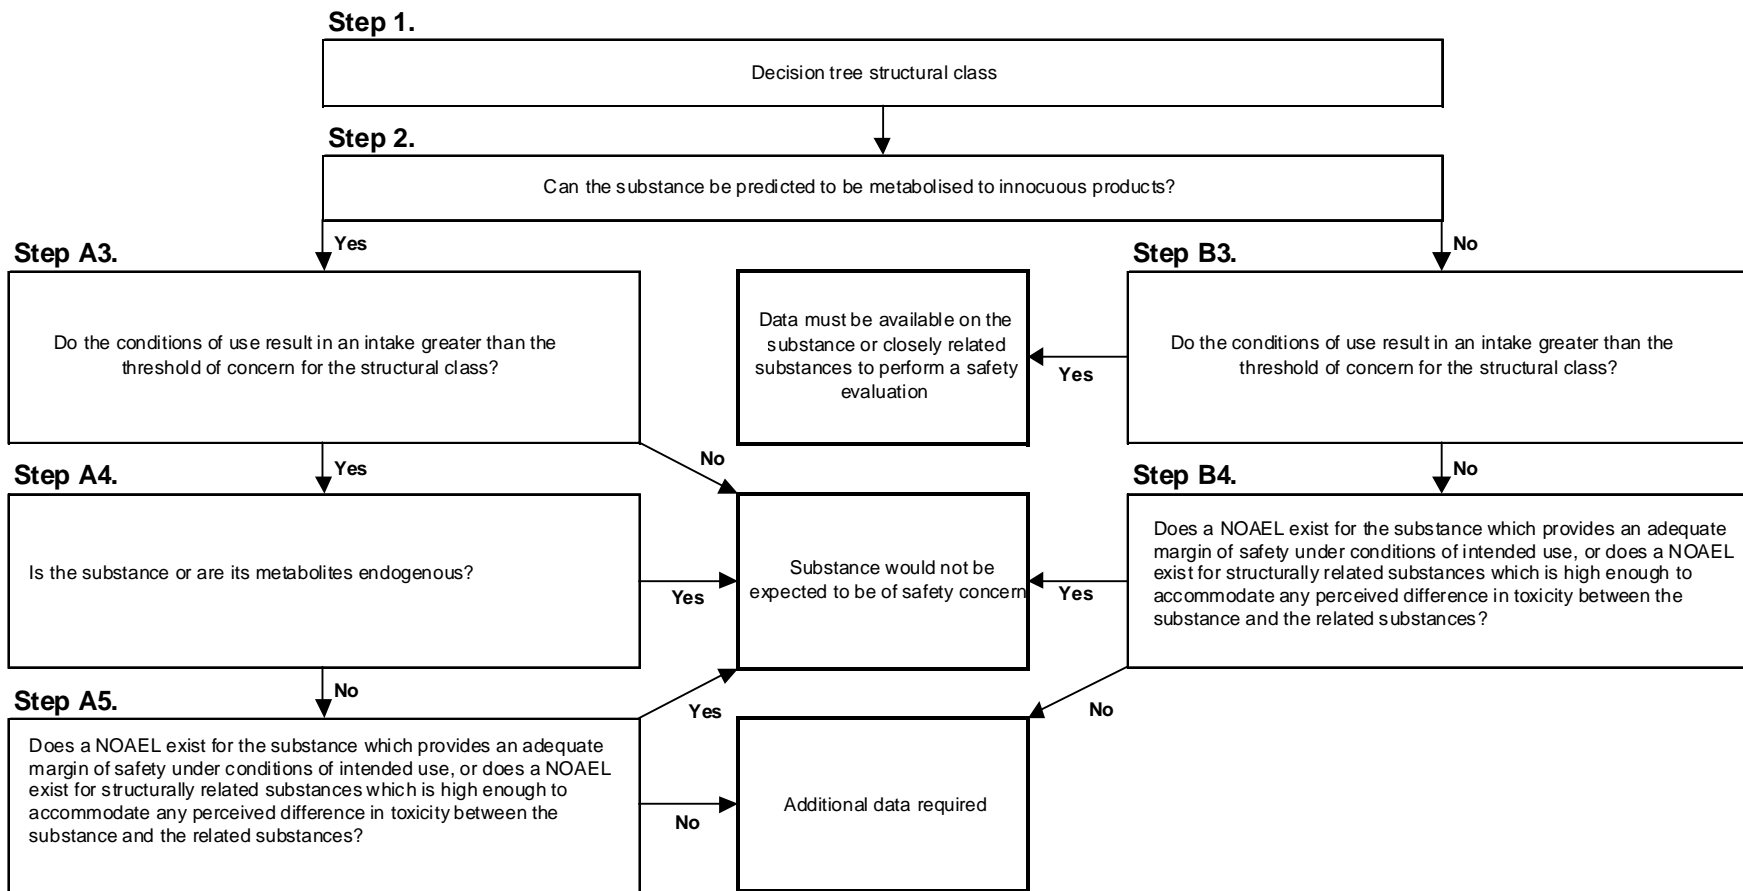 Step 1.
Decision tree structural class
Step 2.
Can the substance be predicted to be metabolised to innocuous products?
Yes
No
Step A3.
Do the conditions of use result in an intake greater than the
threshold of concern for the structural class?
Data must be available on the
substance or closely related
substances to perform a safety
evaluation
Yes
Step B3.
Do the conditions of use result in an intake greater than the
threshold of concern for the structural class?
Yes
No
No
Step A4.
Is the substance or are its metabolites endogenous?
Yes
Substance would not be
expected to be of safety concern
Yes
Step B4.
Does a NOAEL exist for the substance which provides an adequate
margin of safety under conditions of intended use, or does a NOAEL
exist for structurally related substances which is high enough to
accommodate any perceived difference in toxicity between the
substance and the related substances?
No
Yes
No
Step A5.
Does a NOAEL exist for the substance which provides an adequate
margin of safety under conditions of intended use, or does a NOAEL
exist for structurally related substances which is high enough to
accommodate any perceived difference in toxicity between the
substance and the related substances?
No
Additional data required